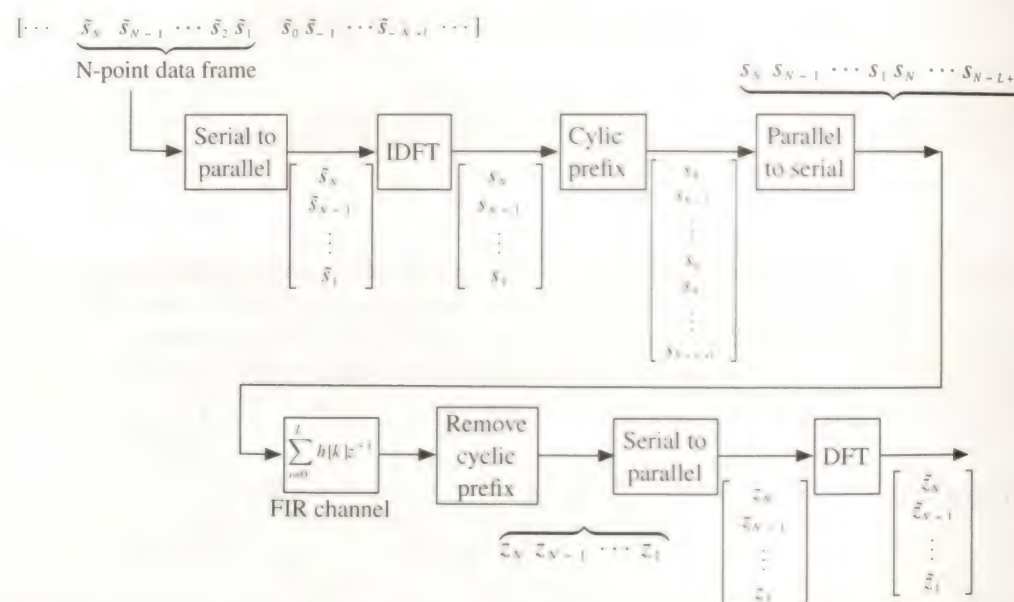 [··· s̃_N s̃_{N−1} ··· s̃_2 s̃_1 s̃_0 s̃_{−1} ··· ···]
N-point data frame
s_N s_{N−1} ··· s_1 s_N ··· s_{N−L+
Serial to
parallel
IDFT
Cylic
prefix
Parallel
to serial
s̃_N
s̃_{N−1}
⋮
s̃_1
s_N
s_{N−1}
⋮
s_1
⋮
⋮
L
∑ h[k]z
FIR channel
Remove
cyclic
prefix
Serial to
parallel
DFT
z_N z_{N−1} ··· z_1
z_{N−1}
⋮
z_1
z̃_N
z̃_{N−1}
⋮
z̃_1